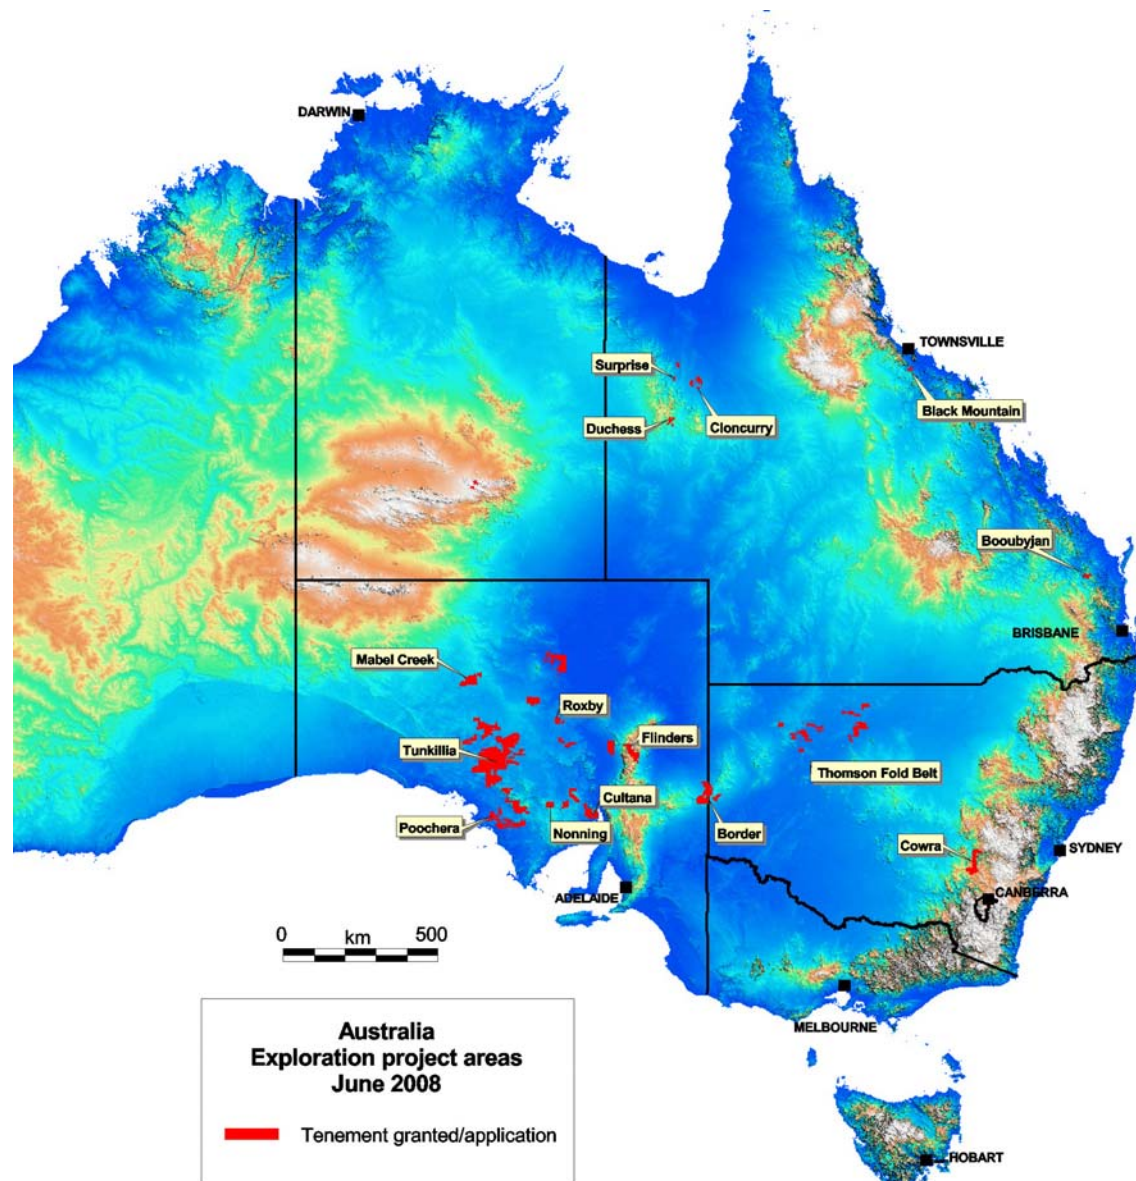 DARWIN
TOWNSVILLE
Surprise
Black Mountain
Duchess
Cloncurry
Booubyjan
BRISBANE
Mabel Creek
Roxby
Flinders
Tunkillia
Thomson Fold Belt
Cultana
Poochera
Nonning
Border
Cowra
SYDNEY
CANBERRA
ADELAIDE
0 km 500
MELBOURNE
Australia
Exploration project areas
June 2008
Tenement granted/application
HOBART